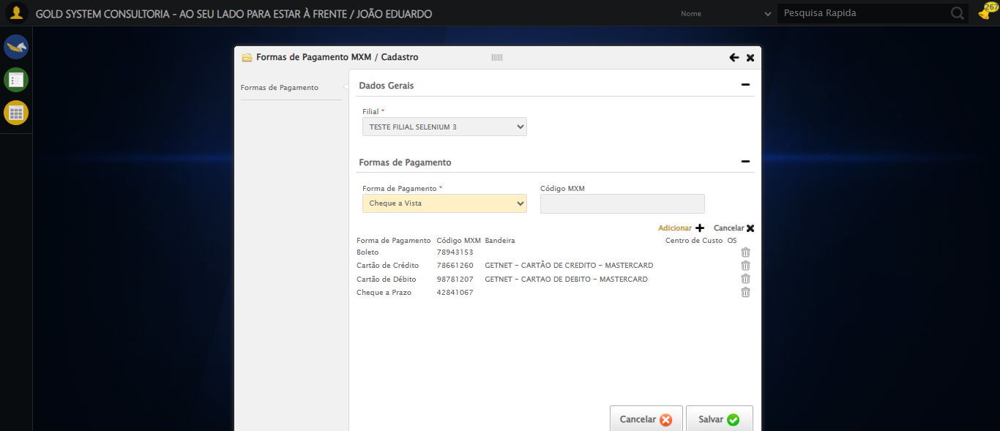 GOLD SYSTEM CONSULTORIA - AO SEU LADO PARA ESTAR À FRENTE / JOÃO EDUARDO
Nome
Pesquisa Rapida
267
Formas de Pagamento MXM / Cadastro
Formas de Pagamento
Dados Gerais
Filial *
TESTE FILIAL SELENIUM 3
Formas de Pagamento
Forma de Pagamento * Código MXM
Cheque a Vista
Adicionar Cancelar
Forma de Pagamento Código MXM Bandeira Centro de Custo OS
Boleto 78943153
Cartão de Crédito 78661260 GETNET - CARTÃO DE CREDITO - MASTERCARD
Cartão de Débito 98781207 GETNET - CARTAO DE DEBITO - MASTERCARD
Cheque a Prazo 42841067
Cancelar Salvar